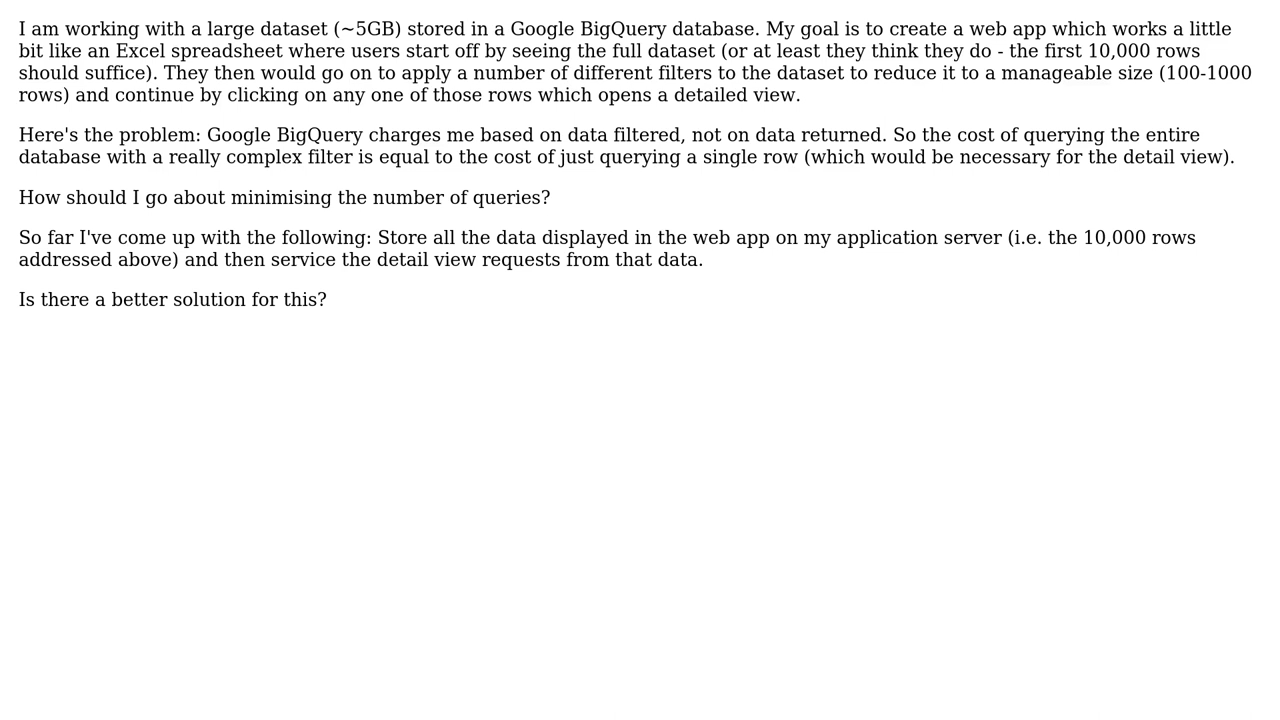 I am working with a large dataset (~5GB) stored in a Google BigQuery database. My goal is to create a web app which works a little
bit like an Excel spreadsheet where users start off by seeing the full dataset (or at least they think they do - the first 10,000 rows
should suffice). They then would go on to apply a number of different filters to the dataset to reduce it to a manageable size (100-1000
rows) and continue by clicking on any one of those rows which opens a detailed view.
Here's the problem: Google BigQuery charges me based on data filtered, not on data returned. So the cost of querying the entire
database with a really complex filter is equal to the cost of just querying a single row (which would be necessary for the detail view).
How should I go about minimising the number of queries?
So far I've come up with the following: Store all the data displayed in the web app on my application server (i.e. the 10,000 rows
addressed above) and then service the detail view requests from that data.
Is there a better solution for this?